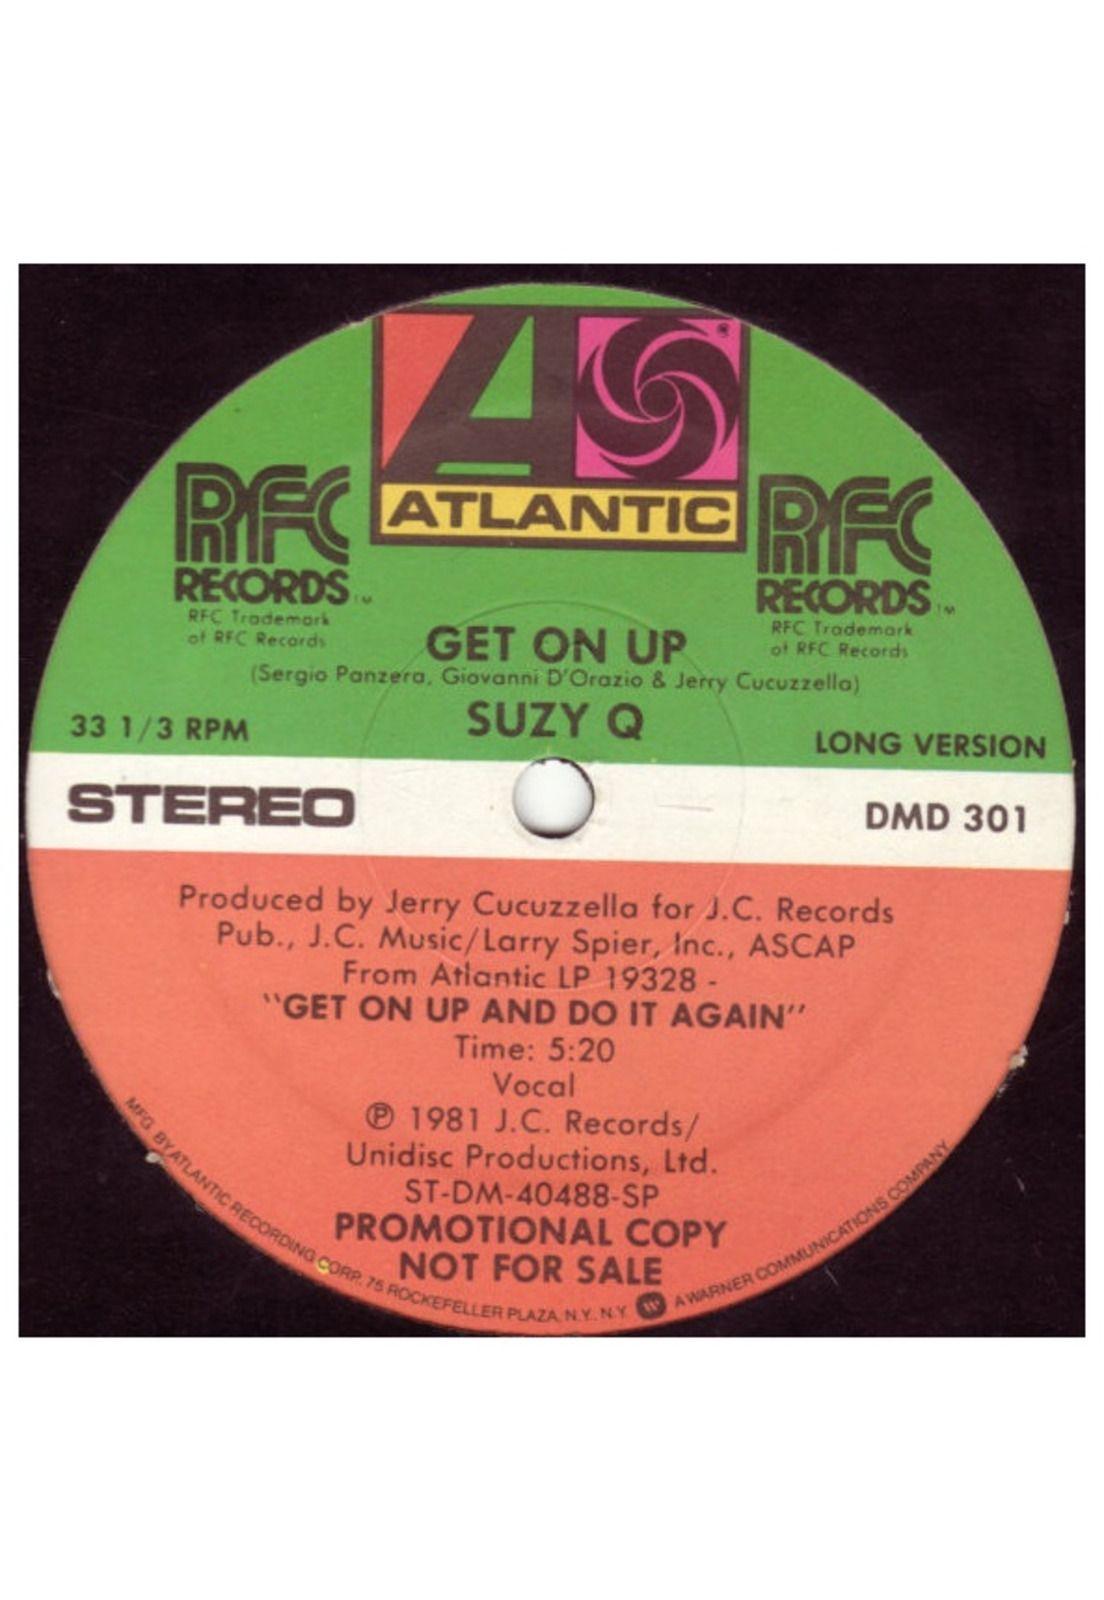 ATLANTIC
RFC
RECORDS™
RFC Trademark
of RFC Records
RFC
RECORDS™
RFC Trademark
of RFC Records
GET ON UP
(Sergio Panzera, Giovanni D'Orazio & Jerry Cucuzzella)
SUZY Q
33 1/3 RPM
LONG VERSION
STEREO
DMD 301
Produced by Jerry Cucuzzella for J.C. Records
Pub., J.C. Music/Larry Spier, Inc., ASCAP
From Atlantic LP 19328 -
"GET ON UP AND DO IT AGAIN"
Time: 5:20
Vocal
℗ 1981 J.C. Records/
Unidisc Productions, Ltd.
ST-DM-40488-SP
PROMOTIONAL COPY
NOT FOR SALE
MFG. BY ATLANTIC RECORDING CORP. 75 ROCKEFELLER PLAZA, N.Y., N.Y. A WARNER COMMUNICATIONS COMPANY